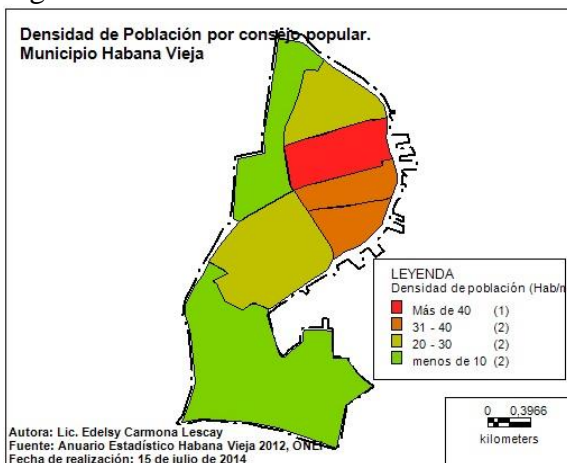 Densidad de Población por consejo popular.
Municipio Habana Vieja
LEYENDA
Densidad de población (Hab/
Más de 40 (1)
31 - 40 (2)
20 - 30 (2)
menos de 10 (2)
0 0,3966
kilometers
Autora: Lic. Edelsy Carmona Lescay
Fuente: Anuario Estadístico Habana Vieja 2012, ONEI
Fecha de realización: 15 de julio de 2014